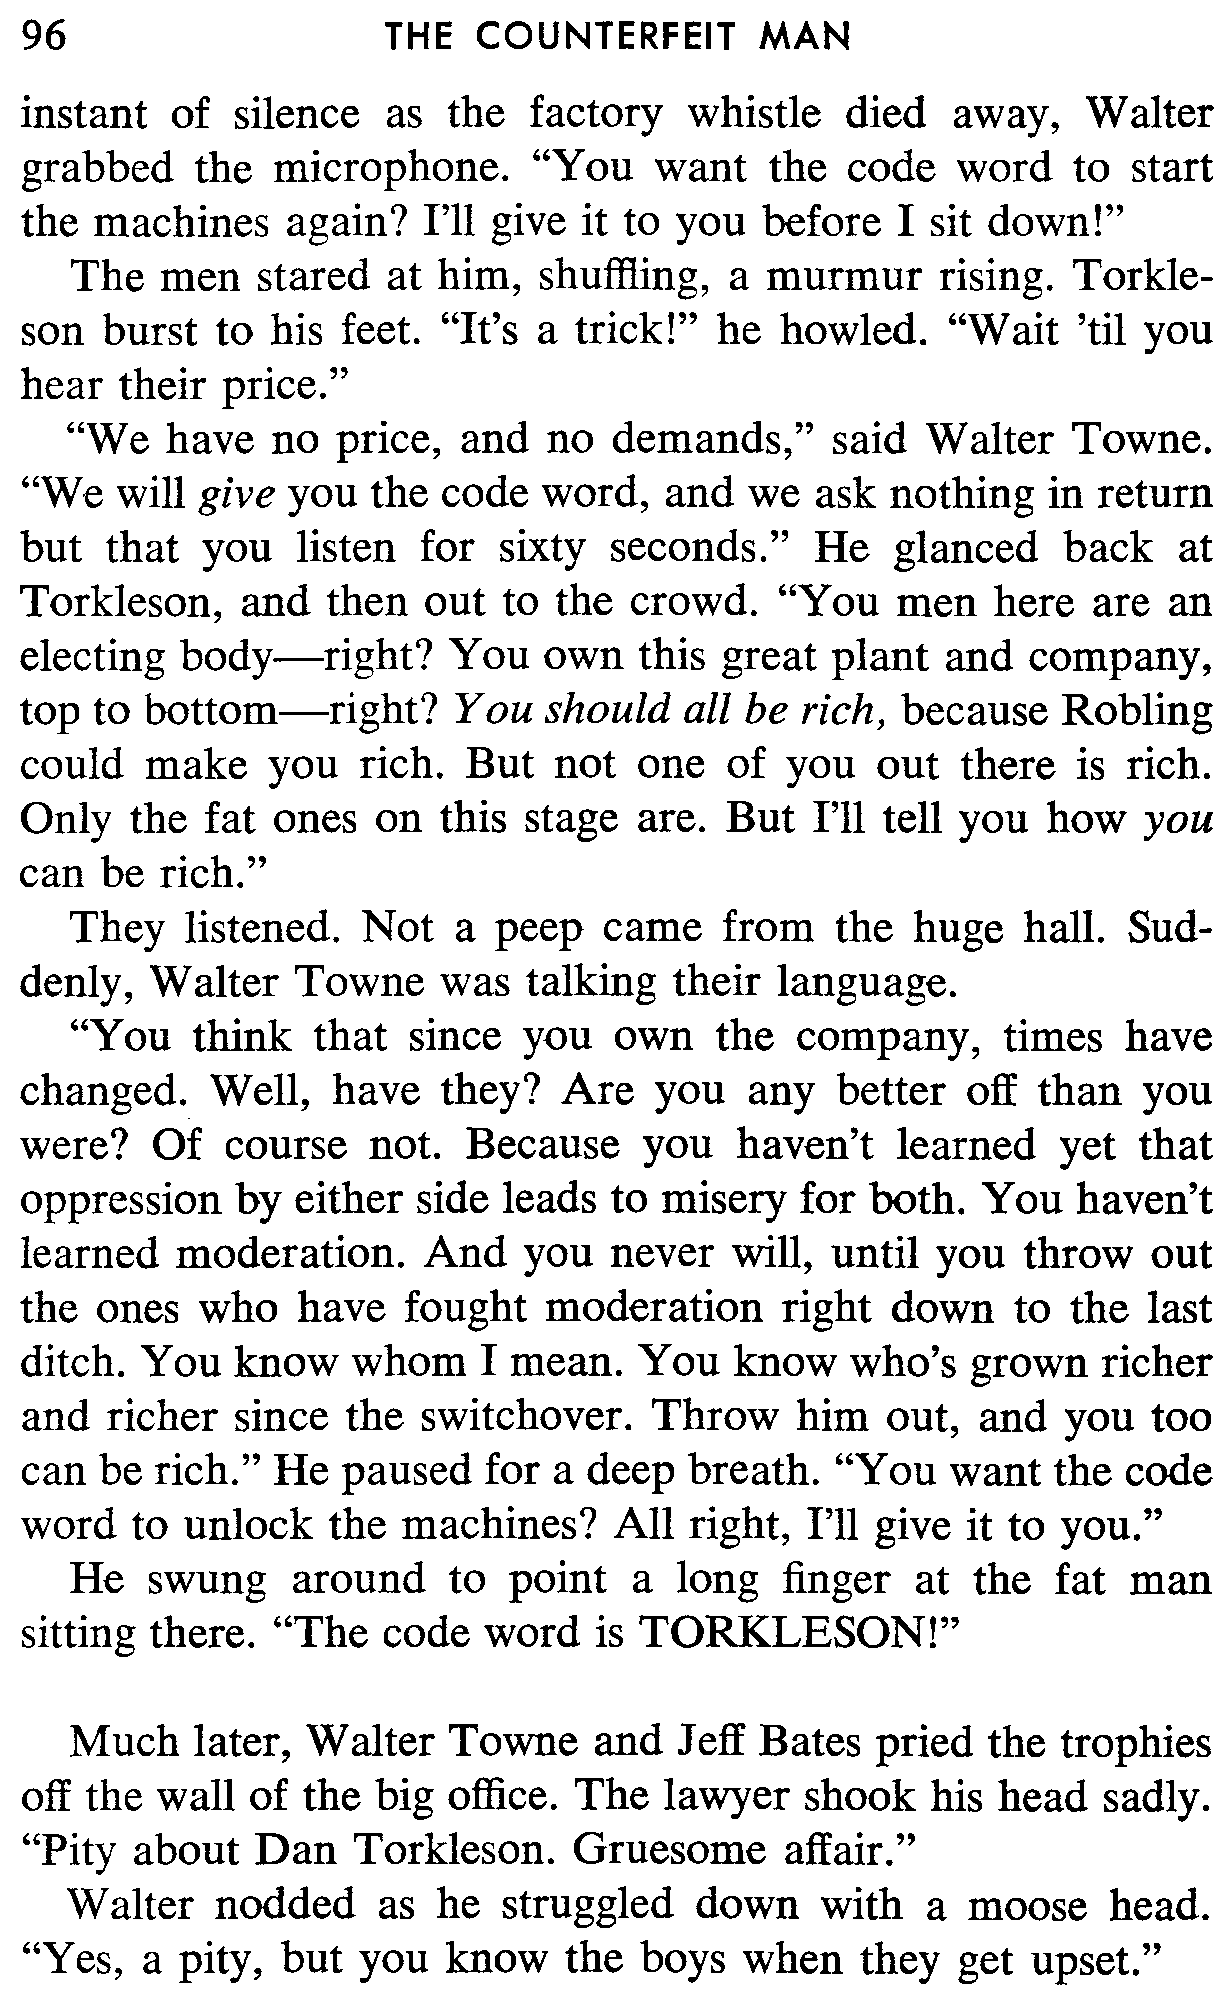 96 THE COUNTERFEIT MAN
instant of silence as the factory whistle died away, Walter
grabbed the microphone. “You want the code word to start
the machines again? I’ll give it to you before I sit down!”
The men stared at him, shuffling, a murmur rising. Torkle-
son burst to his feet. “It’s a trick!” he howled. “Wait ’til you
hear their price.”
“We have no price, and no demands,” said Walter Towne.
“We will give you the code word, and we ask nothing in return
but that you listen for sixty seconds.” He glanced back at
Torkleson, and then out to the crowd. “You men here are an
electing body—right? You own this great plant and company,
top to bottom—right? You should all be rich, because Robling
could make you rich. But not one of you out there is rich.
Only the fat ones on this stage are. But I’ll tell you how you
can be rich.”
They listened. Not a peep came from the huge hall. Sud-
denly, Walter Towne was talking their language.
“You think that since you own the company, times have
changed. Well, have they? Are you any better off than you
were? Of course not. Because you haven’t learned yet that
oppression by either side leads to misery for both. You haven’t
learned moderation. And you never will, until you throw out
the ones who have fought moderation right down to the last
ditch. You know whom I mean. You know who’s grown richer
and richer since the switchover. Throw him out, and you too
can be rich.” He paused for a deep breath. “You want the code
word to unlock the machines? All right, I’ll give it to you.”
He swung around to point a long finger at the fat man
sitting there. “The code word is TORKLESON!”
Much later, Walter Towne and Jeff Bates pried the trophies
off the wall of the big office. The lawyer shook his head sadly.
“Pity about Dan Torkleson. Gruesome affair.”
Walter nodded as he struggled down with a moose head.
“Yes, a pity, but you know the boys when they get upset.”